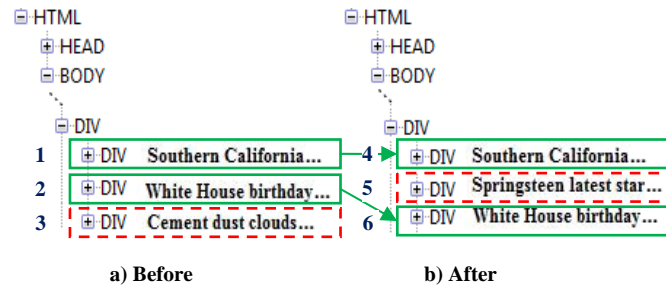 HTML
HEAD
BODY
DIV
1 DIV Southern California...
2 DIV White House birthday...
3 DIV Cement dust clouds...
a) Before
HTML
HEAD
BODY
DIV
4 DIV Southern California...
5 DIV Springsteen latest star...
6 DIV White House birthday...
b) After